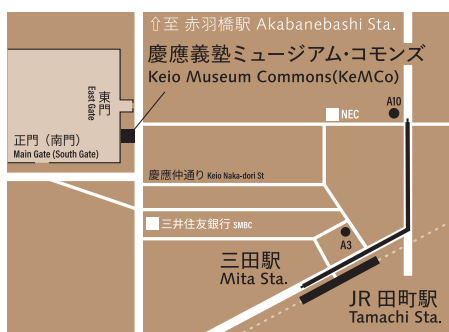 ⇧至 赤羽橋駅 Akabanebashi Sta.
慶應義塾ミュージアム・コモンズ
Keio Museum Commons(KeMCo)
東門
East Gate
A10
NEC
正門（南門）
Main Gate (South Gate)
慶應仲通り Keio Naka-dori St
三井住友銀行 SMBC
A3
三田駅
Mita Sta.
JR 田町駅
Tamachi Sta.